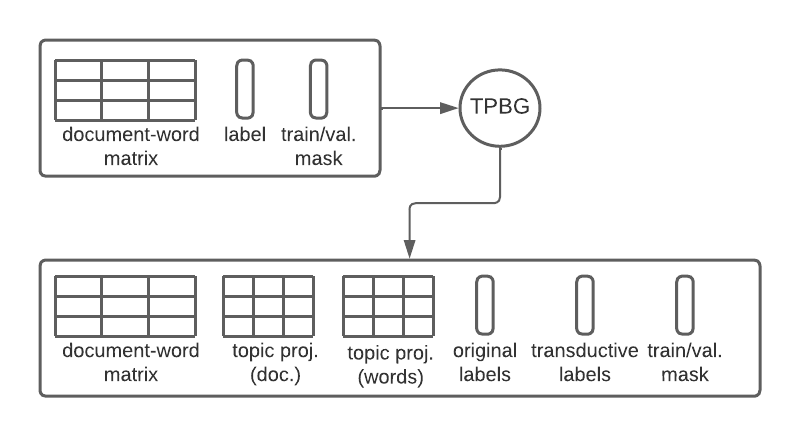 document-word
matrix
label
train/val.
mask
TPBG
document-word
matrix
topic proj.
(doc.)
topic proj.
(words)
original
labels
transductive
labels
train/val.
mask